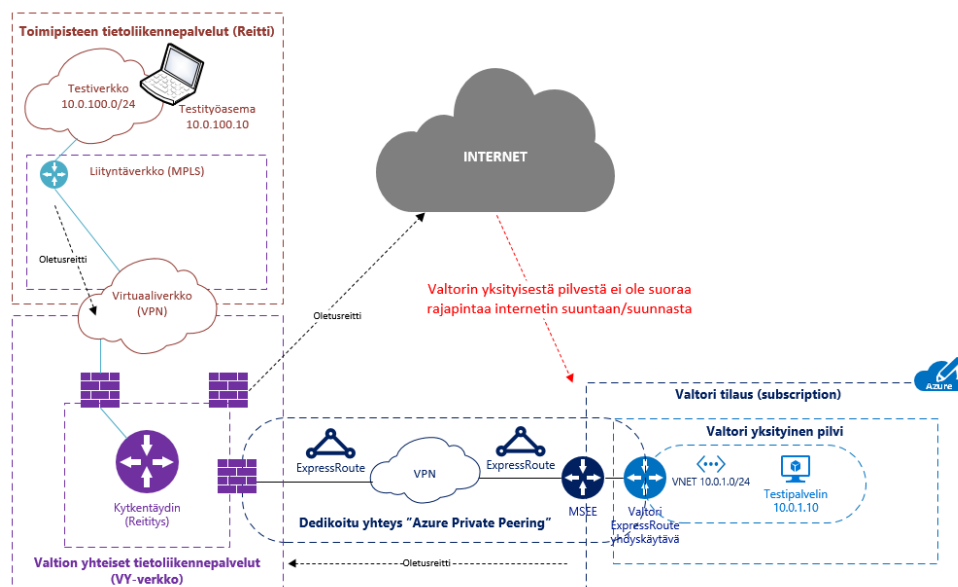 Toimipisteen tietoliikennepalvelut (Reitti)
Testiverkko
10.0.100.0/24
Testityöasema
10.0.100.10
Liityntäverkko (MPLS)
Oletusreitti
Virtuaaliverkko
(VPN)
INTERNET
Oletusreitti
Valtorin yksityisestä pilvestä ei ole suoraa
rajapintaa internetin suuntaan/suunnasta
Azure
Valtori tilaus (subscription)
Valtori yksityinen pilvi
VNET 10.0.1.0/24
Testipalvelin
10.0.1.10
ExpressRoute
VPN
ExpressRoute
MSEE
Valtori
ExpressRoute
yhdyskäytävä
Dedikoitu yhteys "Azure Private Peering"
Kytkentäydin
(Reititys)
Valtion yhteiset tietoliikennepalvelut
(VY-verkko)
Oletusreitti